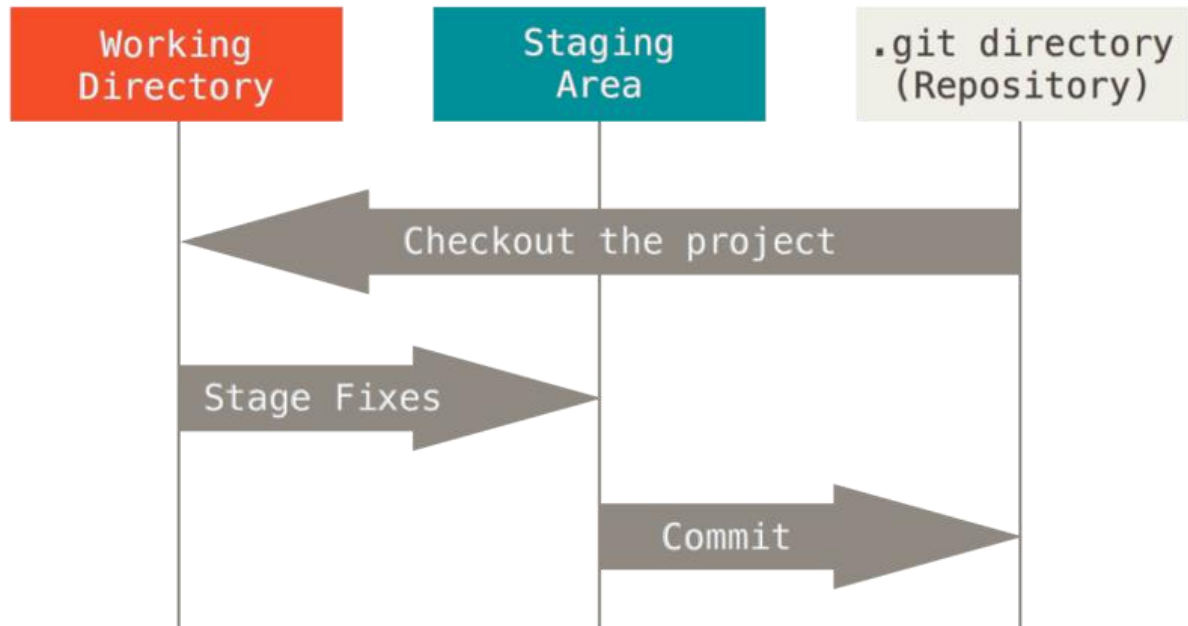 Working
Directory
Staging
Area
.git directory
(Repository)
Checkout the project
Stage Fixes
Commit